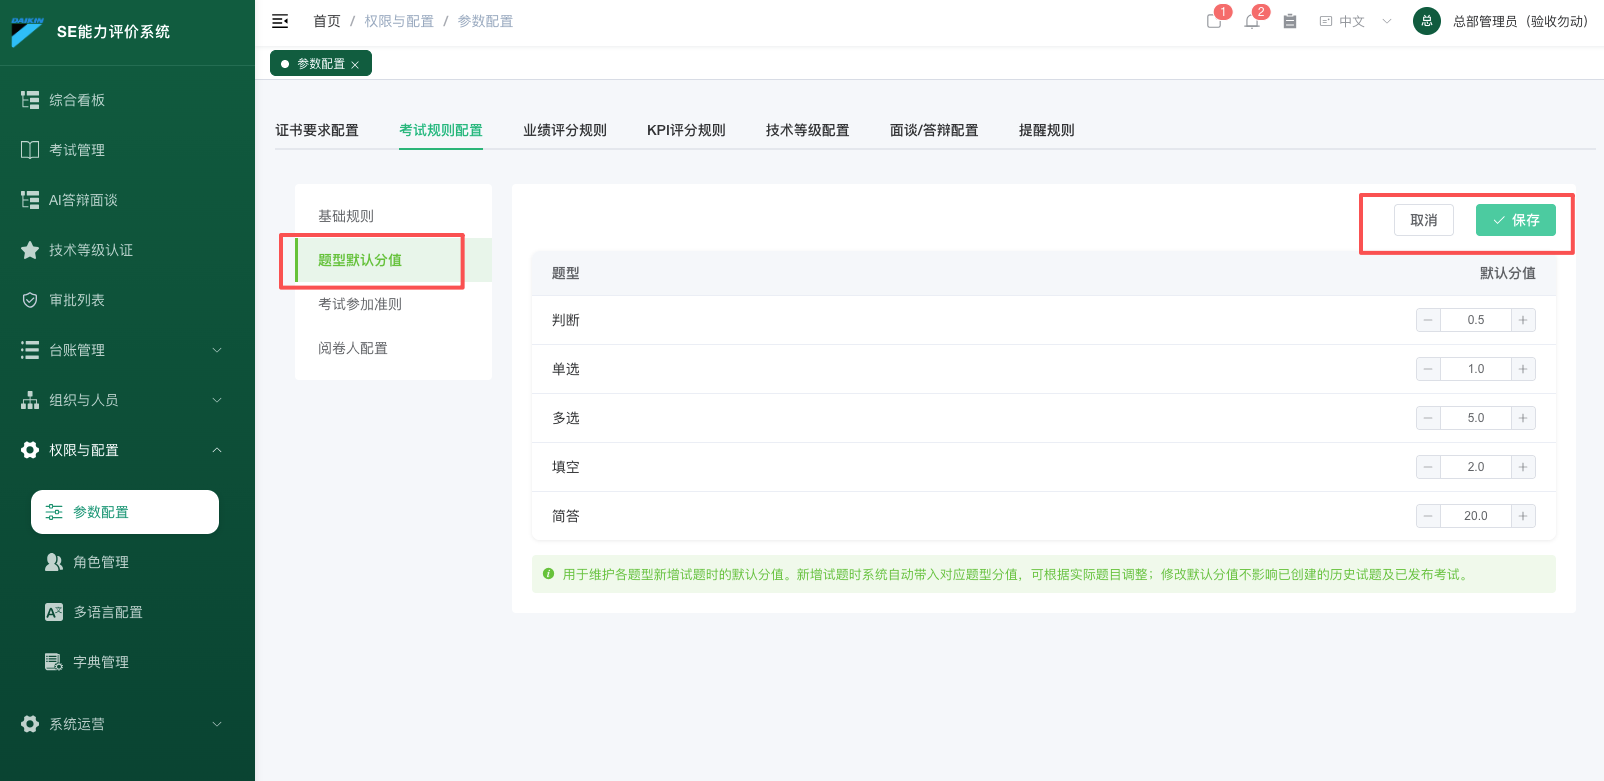 DAIKIN
SE能力评价系统
综合看板
考试管理
AI答辩面谈
技术等级认证
审批列表
台账管理
组织与人员
权限与配置
参数配置
角色管理
多语言配置
字典管理
系统运营
首页 / 权限与配置 / 参数配置
1
2
中文
总
总部管理员（验收勿动）
参数配置
证书要求配置
考试规则配置
业绩评分规则
KPI评分规则
技术等级配置
面谈/答辩配置
提醒规则
基础规则
题型默认分值
考试参加准则
阅卷人配置
取消
保存
题型 默认分值
判断 0.5
单选 1.0
多选 5.0
填空 2.0
简答 20.0
用于维护各题型新增试题时的默认分值。新增试题时系统自动带入对应题型分值，可根据实际题目调整；修改默认分值不影响已创建的历史试题及已发布考试。